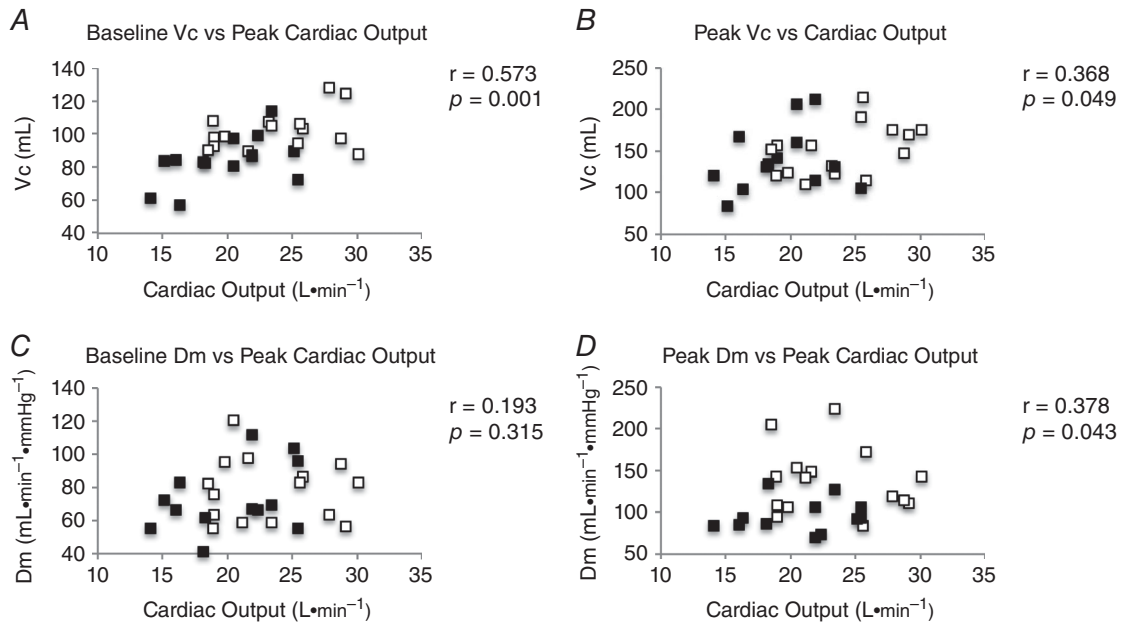 A
Baseline Vc vs Peak Cardiac Output
r = 0.573
p = 0.001
Vc (mL)
140
120
100
80
60
40
10 15 20 25 30 35
Cardiac Output (L•min⁻¹)
B
Peak Vc vs Cardiac Output
r = 0.368
p = 0.049
Vc (mL)
250
200
150
100
50
10 15 20 25 30 35
Cardiac Output (L•min⁻¹)
C
Baseline Dm vs Peak Cardiac Output
r = 0.193
p = 0.315
Dm (mL•min⁻¹•mmHg⁻¹)
140
120
100
80
60
40
10 15 20 25 30 35
Cardiac Output (L•min⁻¹)
D
Peak Dm vs Peak Cardiac Output
r = 0.378
p = 0.043
Dm (mL•min⁻¹•mmHg⁻¹)
250
200
150
100
50
10 15 20 25 30 35
Cardiac Output (L•min⁻¹)